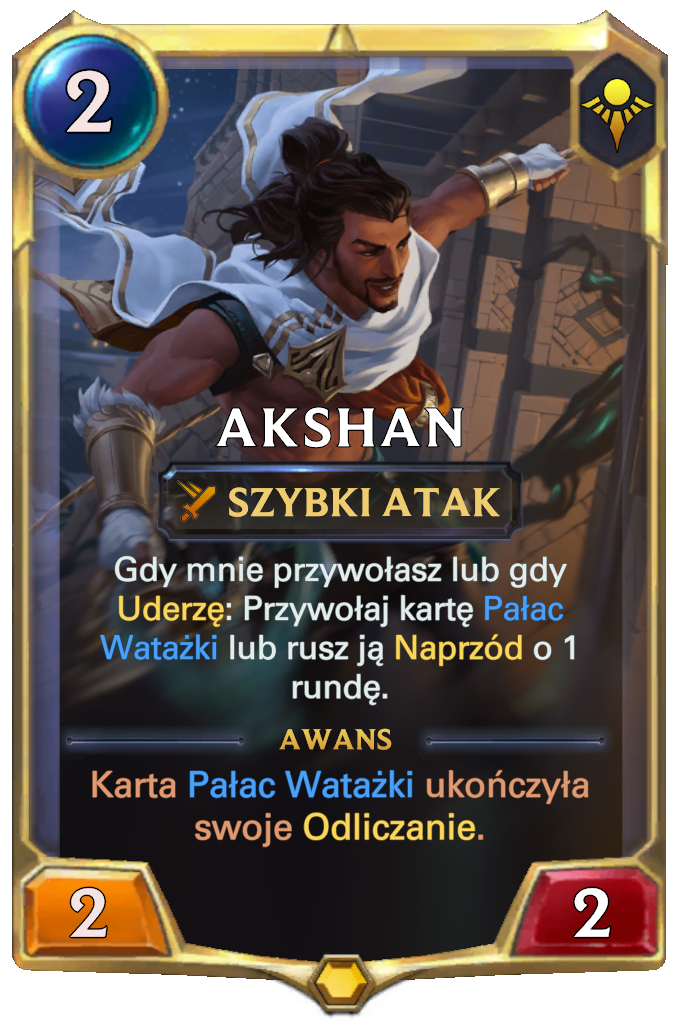 2
AKSHAN
SZYBKI ATAK
Gdy mnie przywołasz lub gdy
Uderzę: Przywołaj kartę Pałac
Watażki lub rusz ją Naprzód o 1
rundę.
AWANS
Karta Pałac Watażki ukończyła
swoje Odliczanie.
2
2